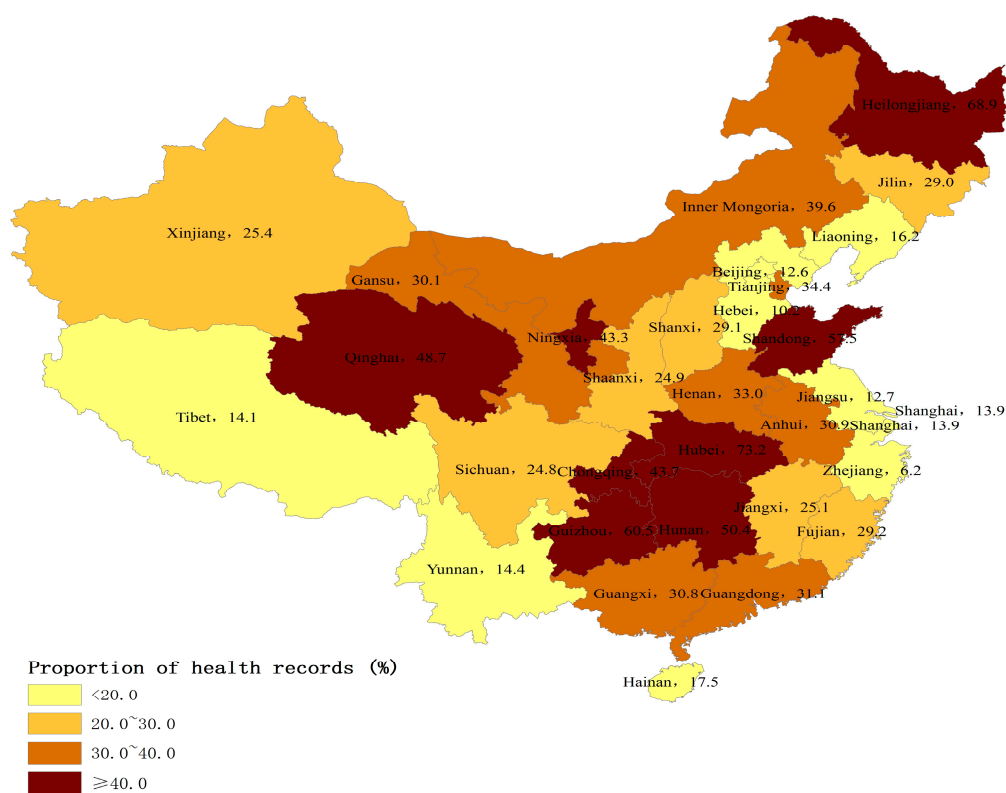 Heilongjiang, 68.9
Jilin, 29.0
Inner Mongoria, 39.6
Xinjiang, 25.4
Liaoning, 16.2
Beijing, 12.6
Gansu, 30.1
Tianjing, 34.4
Hebei, 10.2
Shanxi, 29.1
Ningxia, 43.3
Shandong, 57.5
Qinghai, 48.7
Shaanxi, 24.9
Henan, 33.0
Jiangsu, 12.7
Tibet, 14.1
Shanghai, 13.9
Anhui, 30.9
Shanghai, 13.9
Hubei, 73.2
Sichuan, 24.8
Chongqing, 43.7
Zhejiang, 6.2
Jiangxi, 25.1
Guizhou, 60.5
Hunan, 50.4
Fujian, 29.2
Yunnan, 14.4
Guangxi, 30.8
Guangdong, 31.1
Hainan, 17.5
Proportion of health records (%)
<20.0
20.0~30.0
30.0~40.0
≥40.0